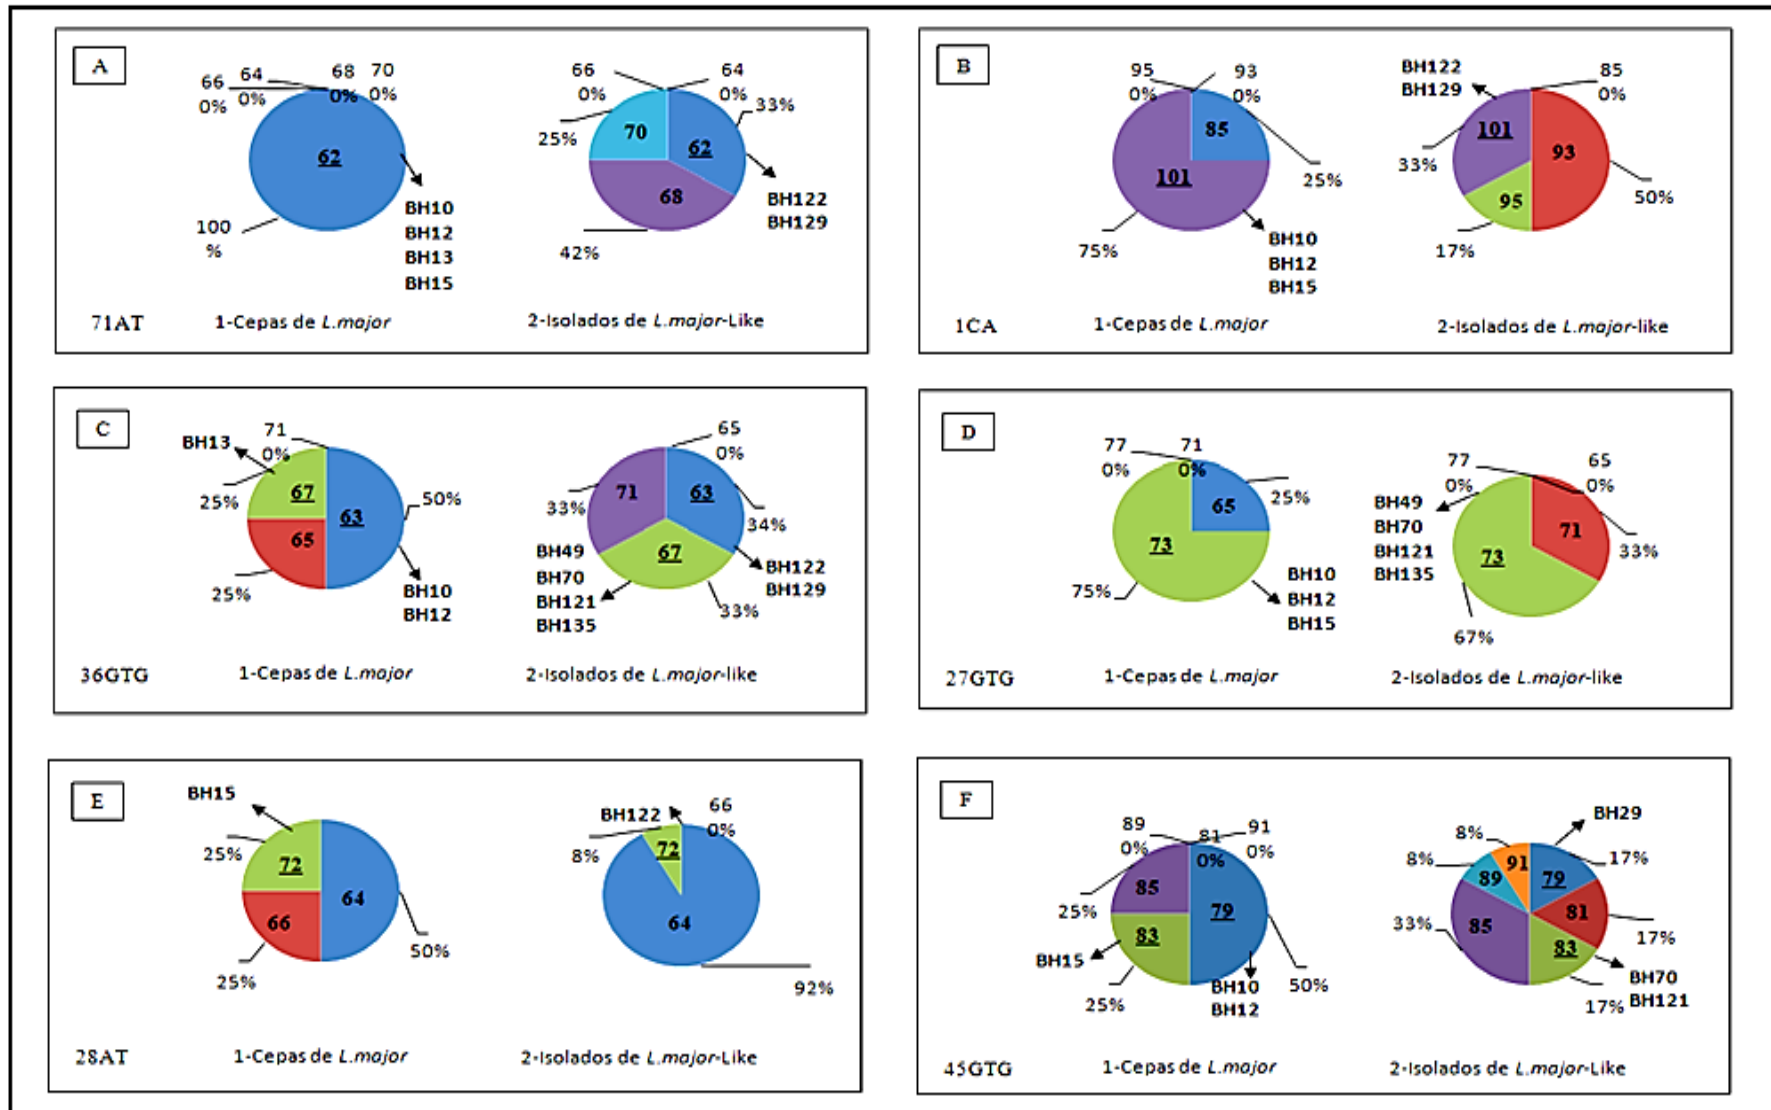 A
66
0%
64
0%
68
0%
70
0%
62
100
%
BH10
BH12
BH13
BH15
66
0%
64
0%
33%
25%
70
62
68
42%
BH122
BH129
71AT
1-Cepas de L.major
2-Isolados de L.major-Like
B
95
0%
93
0%
85
101
25%
75%
BH10
BH12
BH15
BH122
BH129
85
0%
101
93
95
33%
50%
17%
1CA
1-Cepas de L.major
2-Isolados de L.major-like
C
BH13
71
0%
67
63
65
25%
50%
25%
BH10
BH12
65
0%
71
63
67
33%
34%
BH49
BH70
BH121
BH135
BH122
BH129
33%
36GTG
1-Cepas de L.major
2-Isolados de L.major-like
D
77
0%
71
0%
65
73
25%
75%
BH10
BH12
BH15
77
0%
65
0%
BH49
BH70
BH121
BH135
71
73
33%
67%
27GTG
1-Cepas de L.major
2-Isolados de L.major-like
E
BH15
25%
72
64
66
50%
25%
BH122
66
0%
8%
72
64
92%
28AT
1-Cepas de L.major
2-Isolados de L.major-Like
F
89
0%
81
0%
91
0%
85
79
83
25%
BH15
25%
BH10
BH12
50%
BH29
8%
17%
8%
91
79
89
81
85
83
33%
17%
BH70
BH121
17%
45GTG
1-Cepas de L.major
2-Isolados de L.major-Like